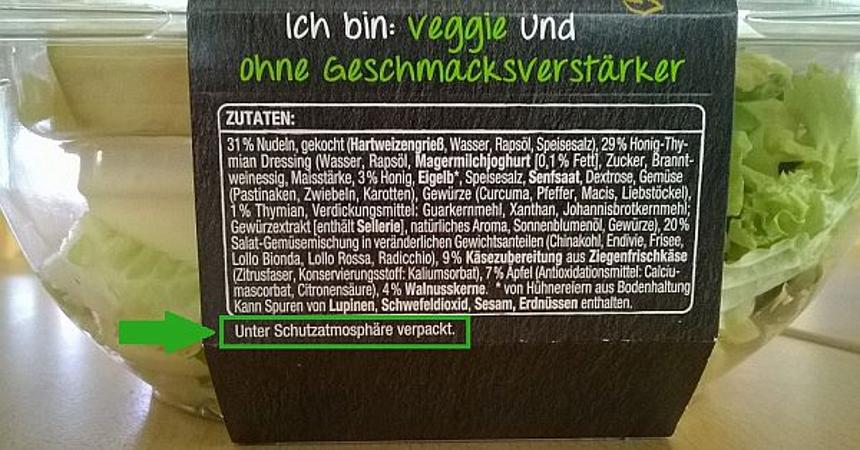 Ich bin: Veggie und
ohne Geschmacksverstärker
ZUTATEN:
31% Nudeln, gekocht (Hartweizengrieß, Wasser, Rapsöl, Speisesalz), 29% Honig-Thy-
mian Dressing (Wasser, Rapsöl, Magermilchjoghurt [0,1% Fett], Zucker, Brannt-
weinessig, Maisstärke, 3% Honig, Eigelb*, Speisesalz, Senfsaat, Dextrose, Gemüse
(Pastinaken, Zwiebeln, Karotten), Gewürze (Curcuma, Pfeffer, Macis, Liebstöckel),
1% Thymian, Verdickungsmittel: Guarkernmehl, Xanthan, Johannisbrotkernmehl;
Gewürzextrakt [enthält Sellerie], natürliches Aroma, Sonnenblumenöl, Gewürze), 20%
Salat-Gemüsemischung in veränderlichen Gewichtsanteilen (Chinakohl, Endivie, Frisee,
Lollo Bionda, Lollo Rossa, Radicchio), 9% Käsezubereitung aus Ziegenfrischkäse
(Zitrusfaser, Konservierungsstoff: Kaliumsorbat), 7% Apfel (Antioxidationsmittel: Calciu-
mascorbat, Citronensäure), 4% Walnusskerne. *von Hühnereiern aus Bodenhaltung
Kann Spuren von Lupinen, Schwefeldioxid, Sesam, Erdnüssen enthalten.
Unter Schutzatmosphäre verpackt.